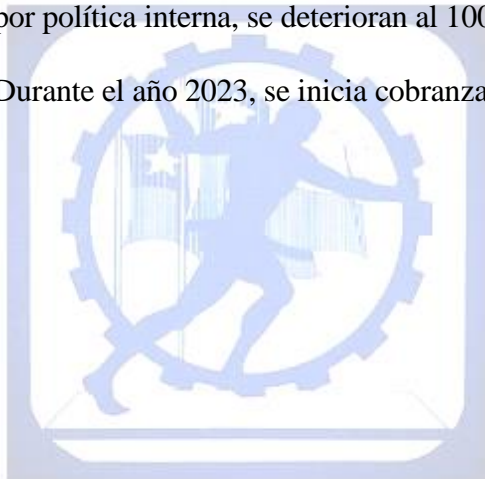 por política interna, se deterioran al 100
Durante el año 2023, se inicia cobranza